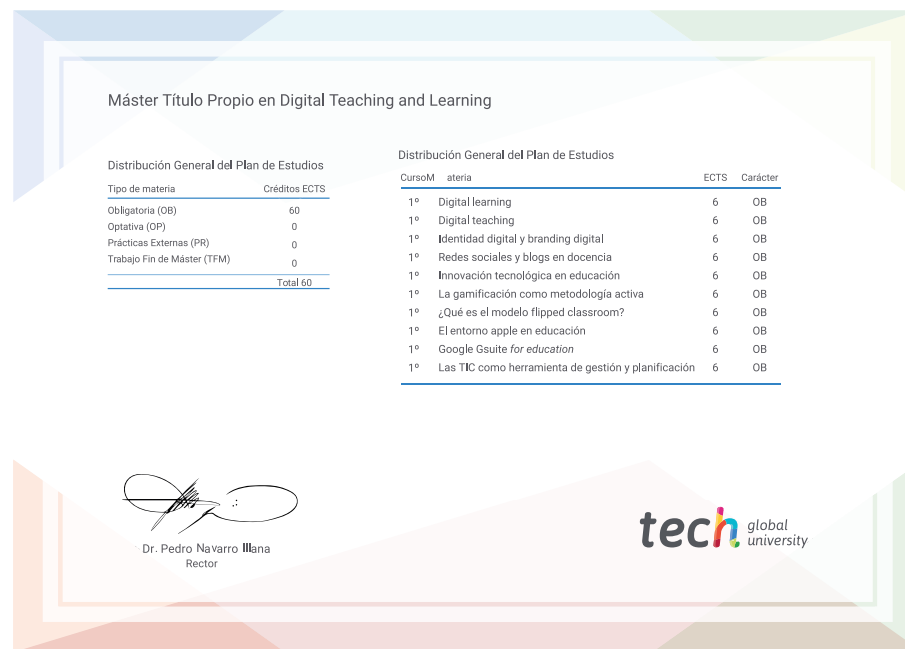 Máster Título Propio en Digital Teaching and Learning
Distribución General del Plan de Estudios
Tipo de materia Créditos ECTS
Obligatoria (OB) 60
Optativa (OP) 0
Prácticas Externas (PR) 0
Trabajo Fin de Máster (TFM) 0
Total 60
Distribución General del Plan de Estudios
CursoM ateria ECTS Carácter
1º Digital learning 6 OB
1º Digital teaching 6 OB
1º Identidad digital y branding digital 6 OB
1º Redes sociales y blogs en docencia 6 OB
1º Innovación tecnológica en educación 6 OB
1º La gamificación como metodología activa 6 OB
1º ¿Qué es el modelo flipped classroom? 6 OB
1º El entorno apple en educación 6 OB
1º Google Gsuite for education 6 OB
1º Las TIC como herramienta de gestión y planificación 6 OB
Dr. Pedro Navarro Illana
Rector
tech global
university